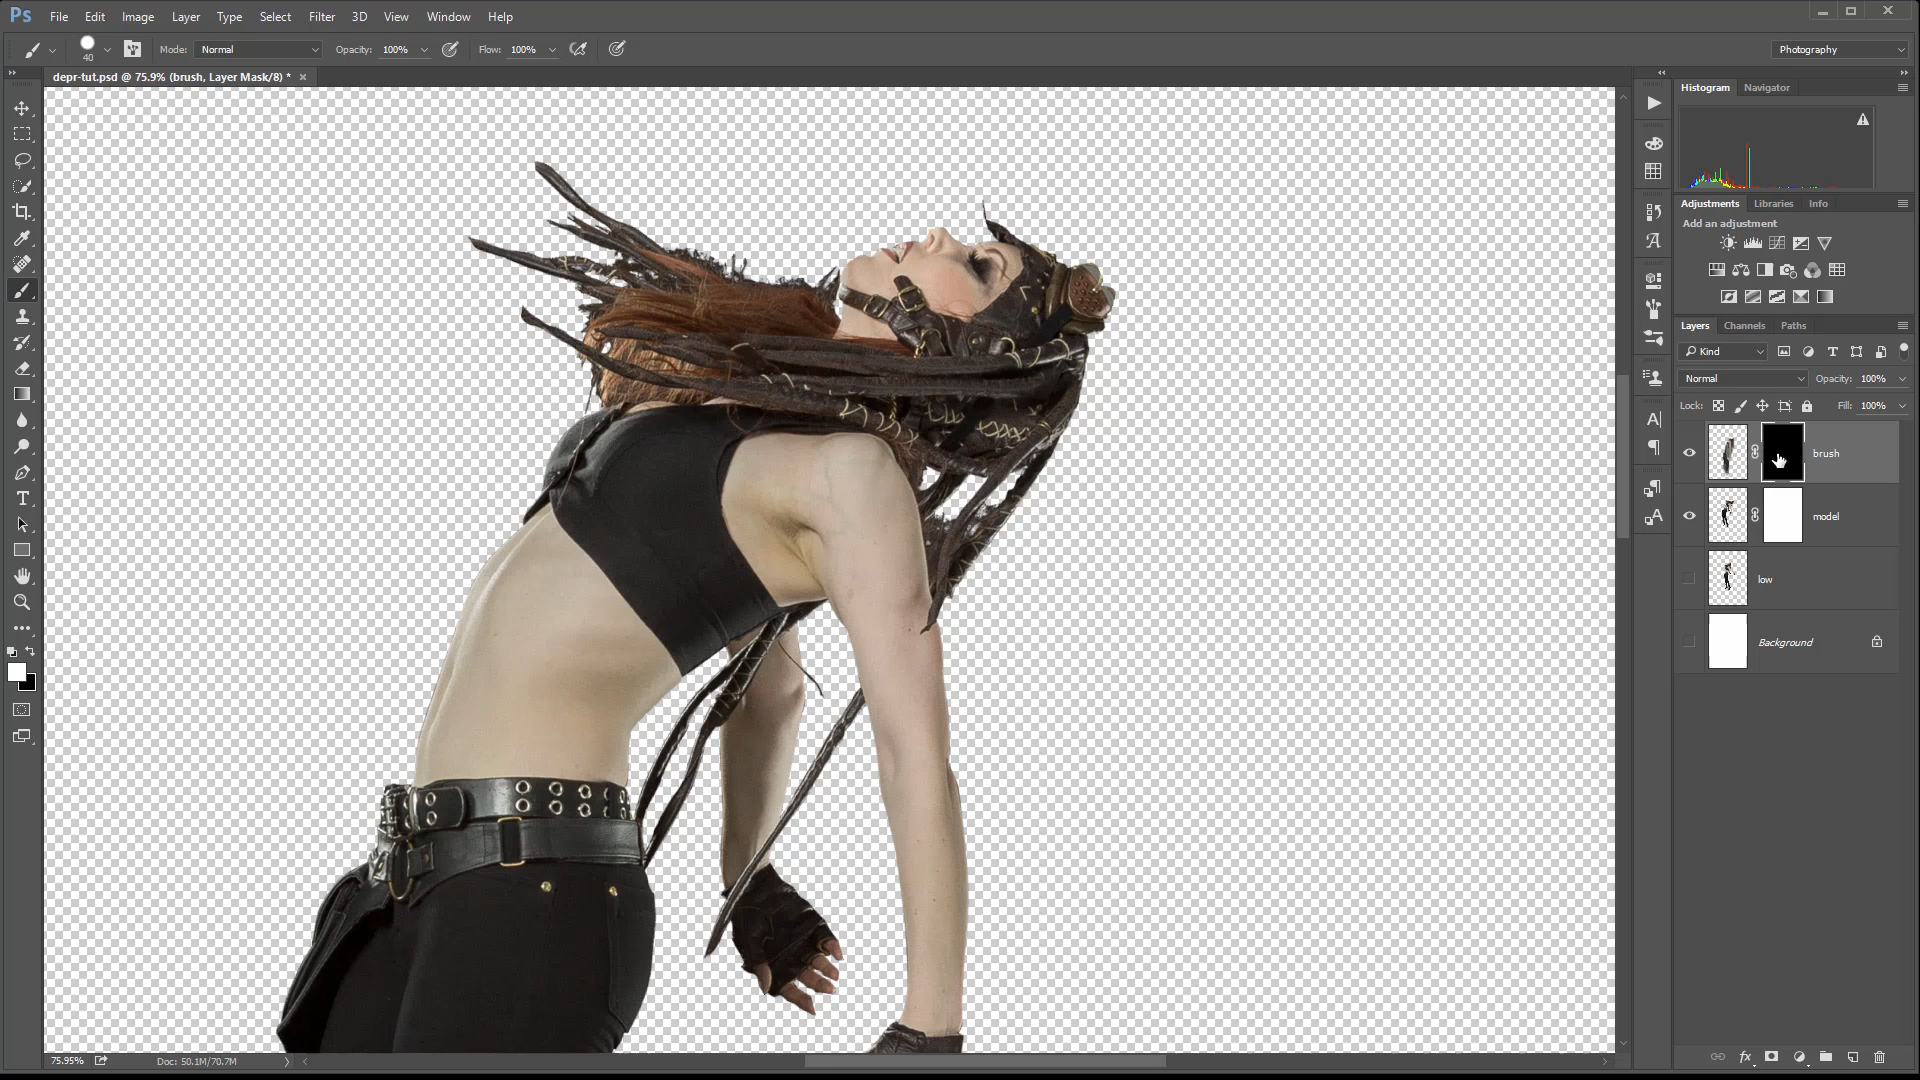 Ps File Edit Image Layer Type Select Filter 3D View Window Help
40 Mode: Normal Opacity: 100% Flow: 100% Photography
depr-tut.psd @ 75.9% (brush, Layer Mask/8) *
Histogram Navigator
Adjustments Libraries Info
Add an adjustment
Layers Channels Paths
Kind
Normal Opacity: 100%
Lock: Fill: 100%
brush
model
low
Background
75.95% Doc: 50.1M/70.7M